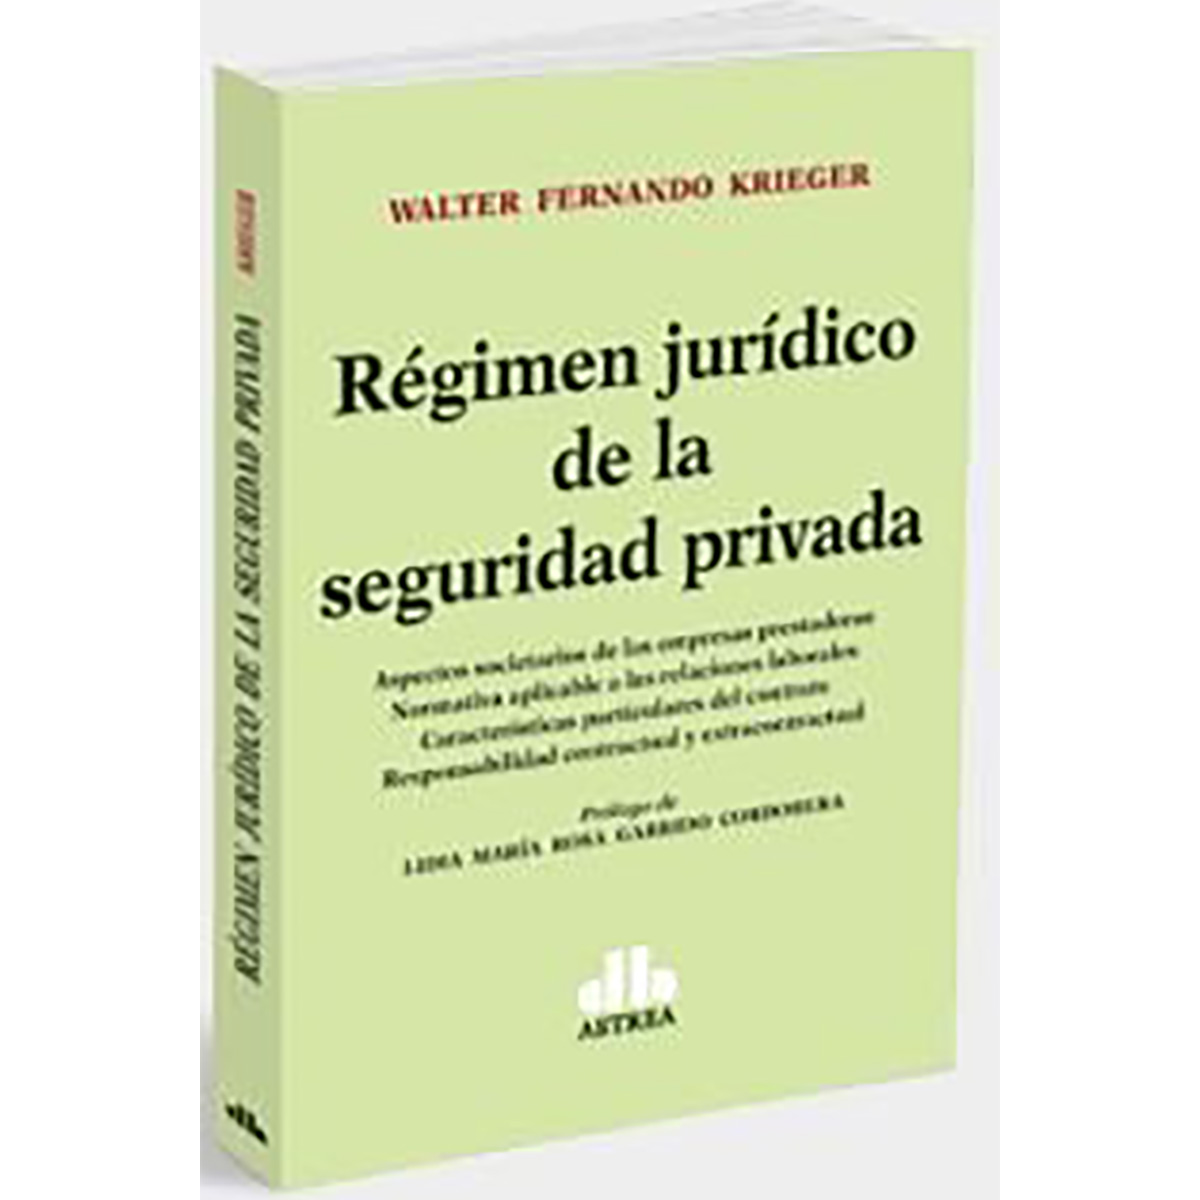 WALTER FERNANDO KRIEGER
Régimen jurídico
de la
seguridad privada
Aspectos societarios de las empresas prestadoras
Normativa aplicable a las relaciones laborales
Características particulares del contrato
Responsabilidad contractual y extracontractual
Prólogo de
LIDIA MARÍA ROSA GARRIDO CORDOBERA
ASTREA
KRIEGER
RÉGIMEN JURÍDICO DE LA SEGURIDAD PRIVADA